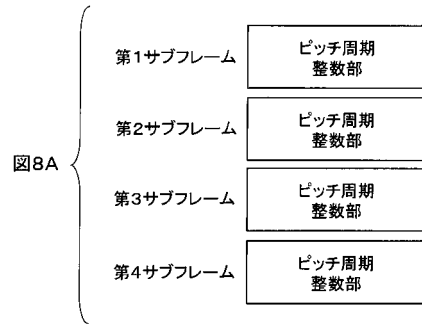 図8A
第1サブフレーム
ピッチ周期
整数部
第2サブフレーム
ピッチ周期
整数部
第3サブフレーム
ピッチ周期
整数部
第4サブフレーム
ピッチ周期
整数部